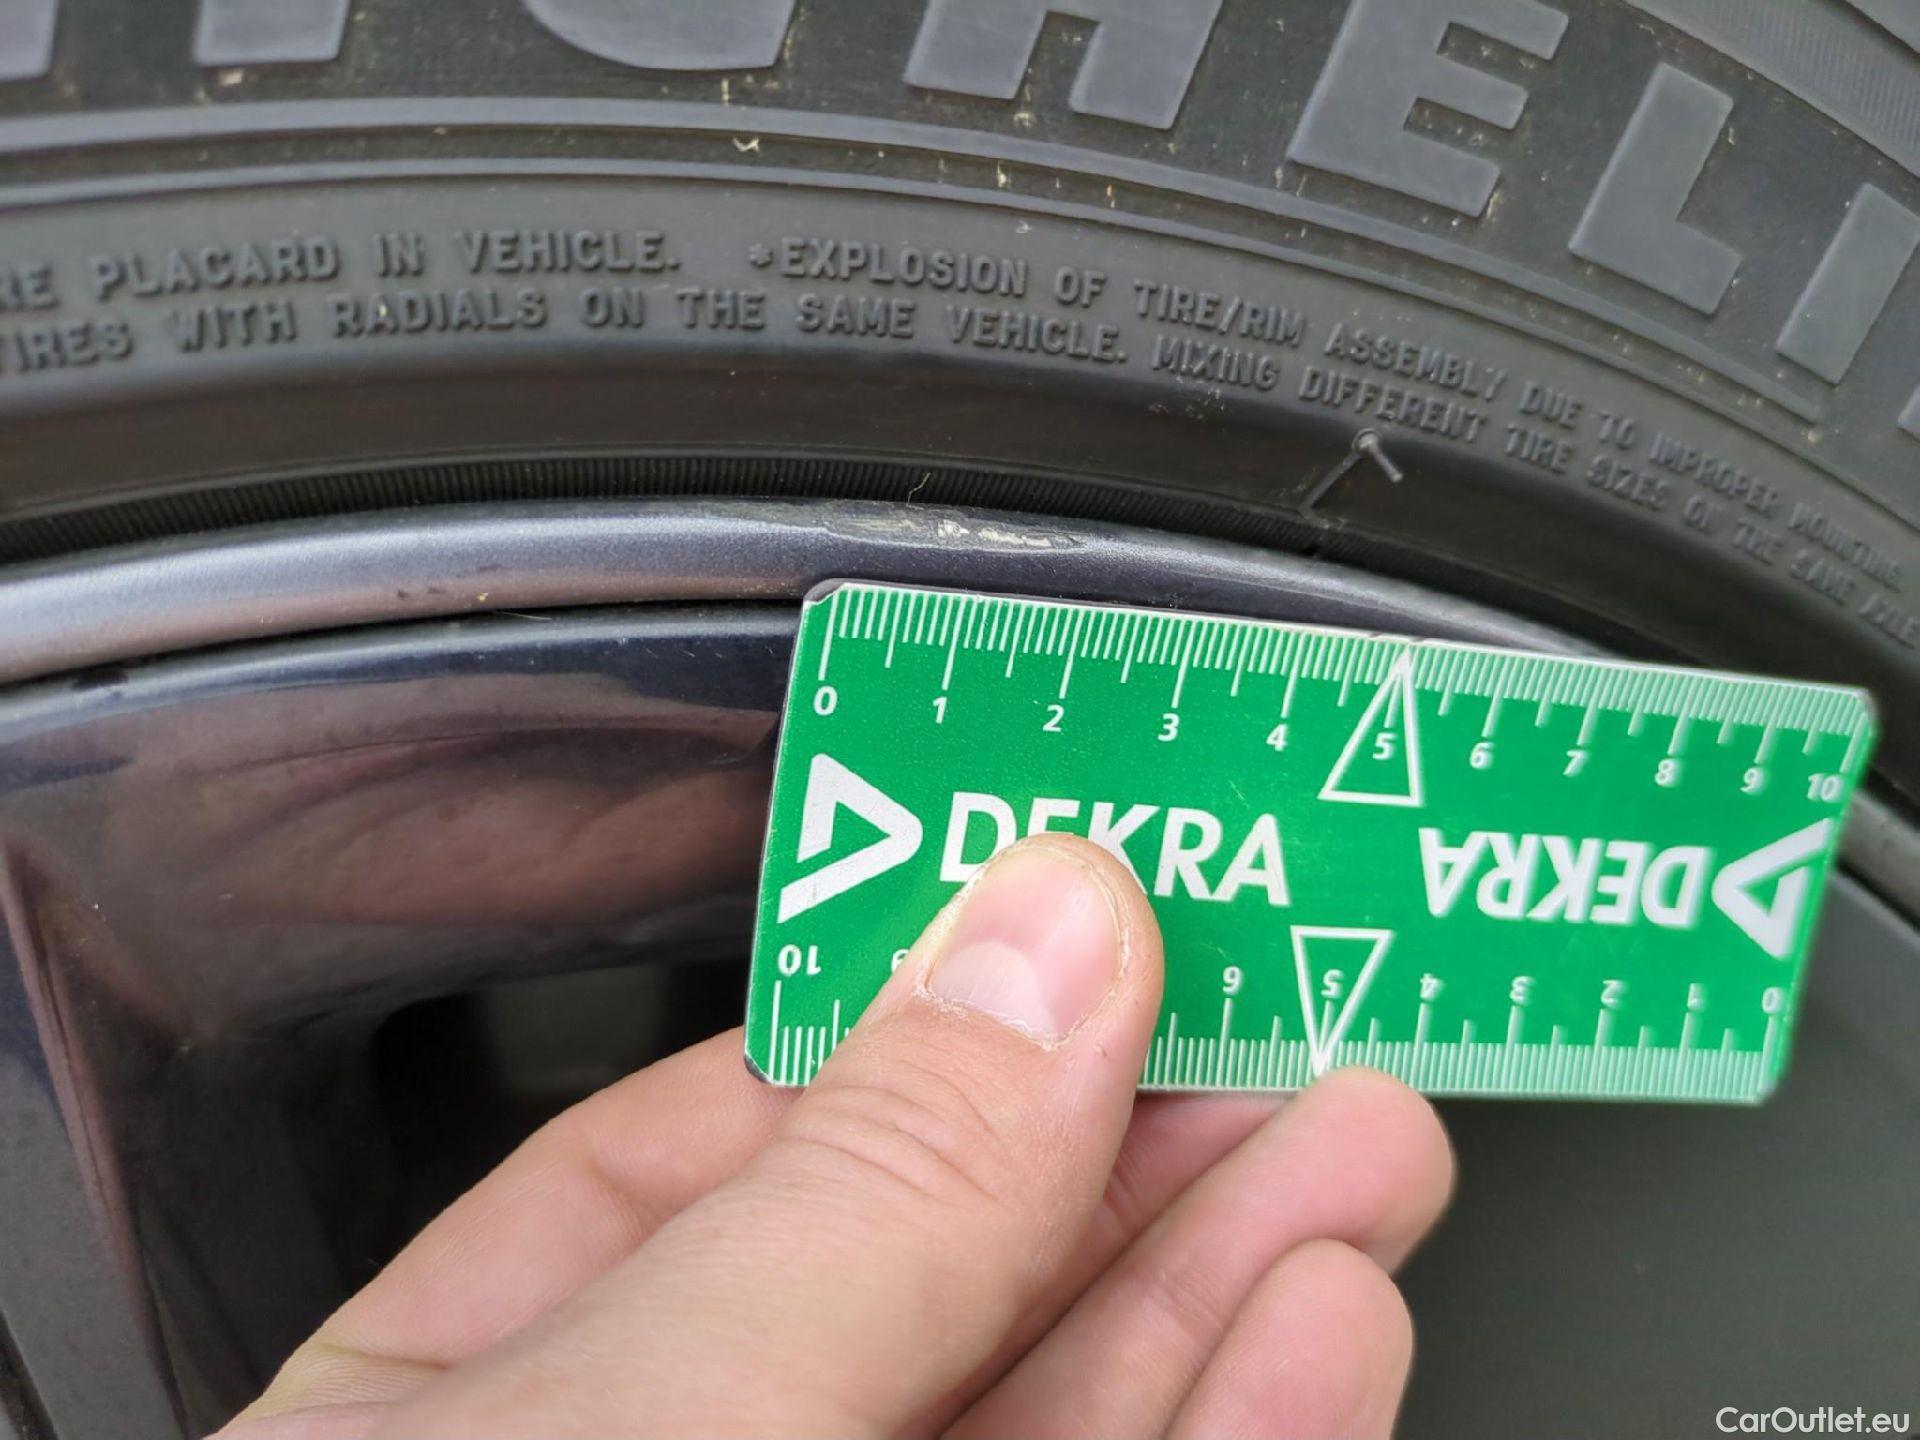 ICHELI
RE PLACARD IN VEHICLE. *EXPLOSION OF TIRE/RIM ASSEMBLY DUE TO IMPROPER MOUNTING.
TIRES WITH RADIALS ON THE SAME VEHICLE. MIXING DIFFERENT TIRE SIZES ON THE SAME AXLE
0 1 2 3 4 5 6 7 8 9 10
DEKRA
DEKRA
10 9 6 5 4 3 2 1 0
CarOutlet.eu